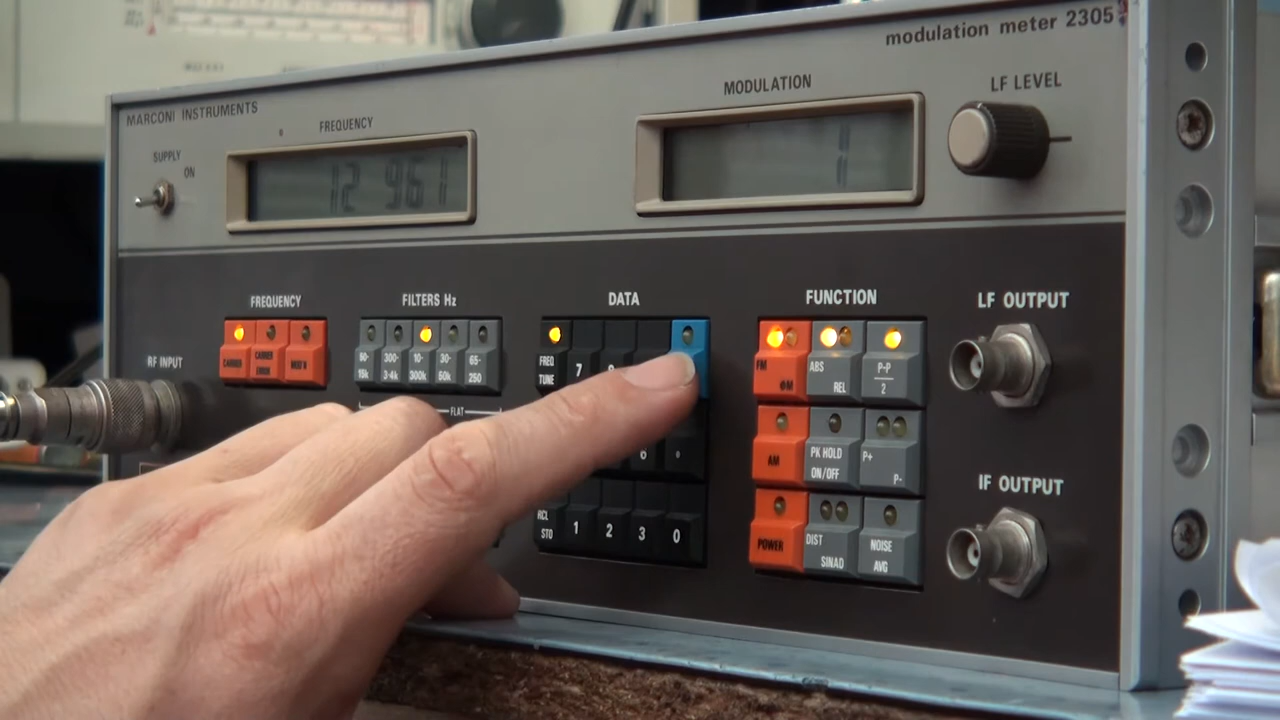 modulation meter 2305
MARCONI INSTRUMENTS
FREQUENCY
MODULATION
LF LEVEL
SUPPLY
ON
12 961
1
FREQUENCY
FILTERS Hz
DATA
FUNCTION
LF OUTPUT
RF INPUT
CARRIER
CARRIER
ERROR
MOD'N
50-
15k
300-
3·4k
10-
300k
30-
50k
65-
250
FLAT
FREQ
TUNE
7
6
RCL
STO
1
2
3
0
FM
ΦM
ABS
REL
P-P
2
AM
PK HOLD
ON/OFF
P+
P-
POWER
DIST
SINAD
NOISE
AVG
IF OUTPUT